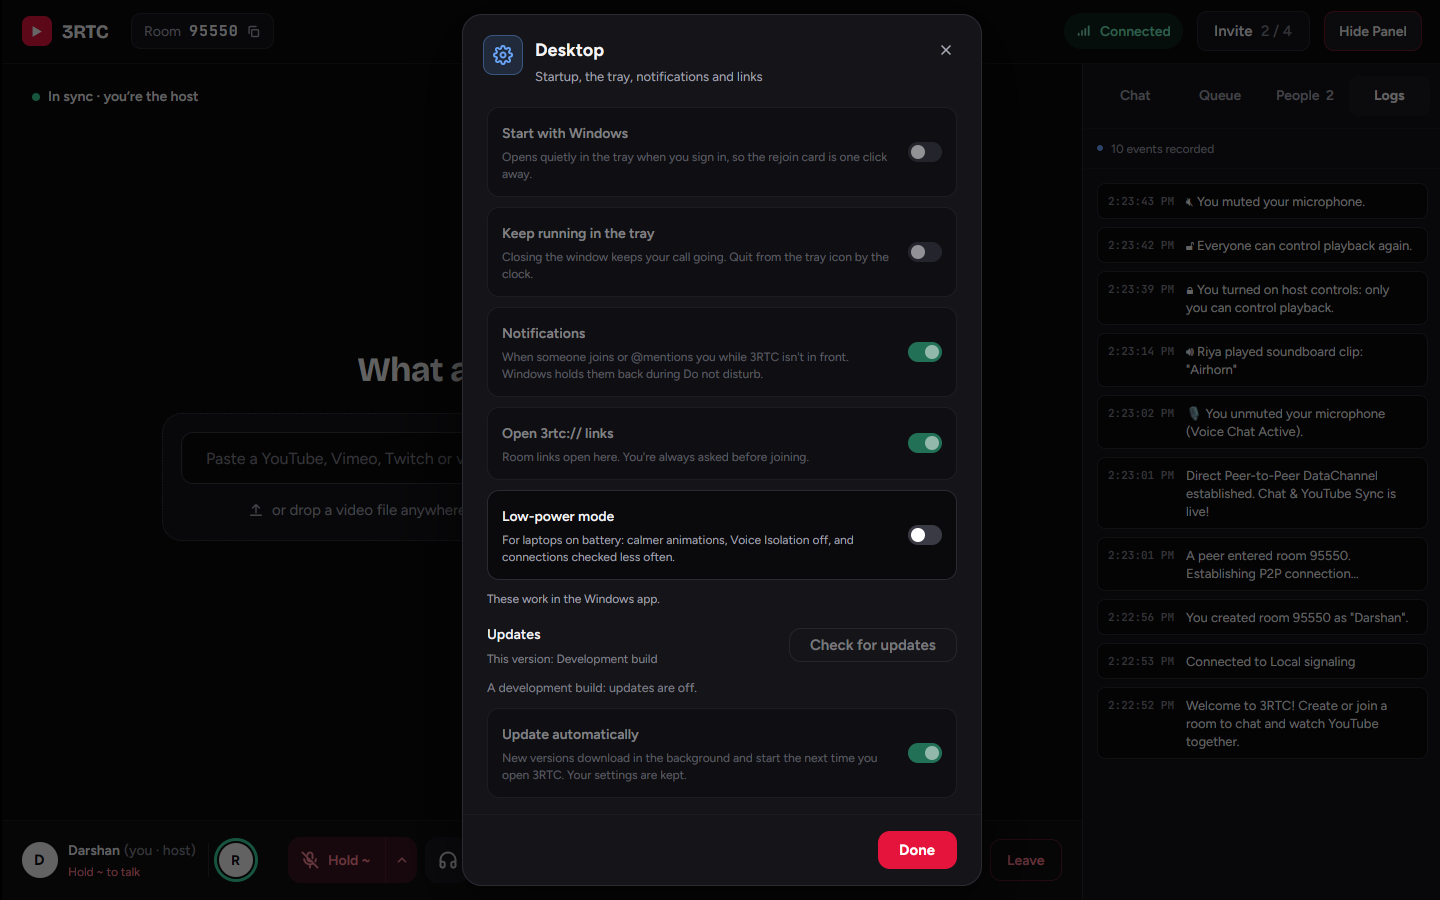 3RTC
Room 95550
Connected
Invite 2 / 4
Hide Panel
In sync · you're the host
What a
Paste a YouTube, Vimeo, Twitch or v
or drop a video file anywhere
Desktop
Startup, the tray, notifications and links
Start with Windows
Opens quietly in the tray when you sign in, so the rejoin card is one click
away.
Keep running in the tray
Closing the window keeps your call going. Quit from the tray icon by the
clock.
Notifications
When someone joins or @mentions you while 3RTC isn't in front.
Windows holds them back during Do not disturb.
Open 3rtc:// links
Room links open here. You're always asked before joining.
Low-power mode
For laptops on battery: calmer animations, Voice Isolation off, and
connections checked less often.
These work in the Windows app.
Updates
Check for updates
This version: Development build
A development build: updates are off.
Update automatically
New versions download in the background and start the next time you
open 3RTC. Your settings are kept.
Done
Chat
Queue
People 2
Logs
10 events recorded
2:23:43 PM You muted your microphone.
2:23:42 PM Everyone can control playback again.
2:23:39 PM You turned on host controls: only
you can control playback.
2:23:14 PM Riya played soundboard clip:
"Airhorn"
2:23:02 PM You unmuted your microphone
(Voice Chat Active).
2:23:01 PM Direct Peer-to-Peer DataChannel
established. Chat & YouTube Sync is
live!
2:23:01 PM A peer entered room 95550.
Establishing P2P connection...
2:22:56 PM You created room 95550 as "Darshan".
2:22:53 PM Connected to Local signaling
2:22:52 PM Welcome to 3RTC! Create or join a
room to chat and watch YouTube
together.
D
Darshan (you · host)
Hold ~ to talk
R
Hold ~
Leave